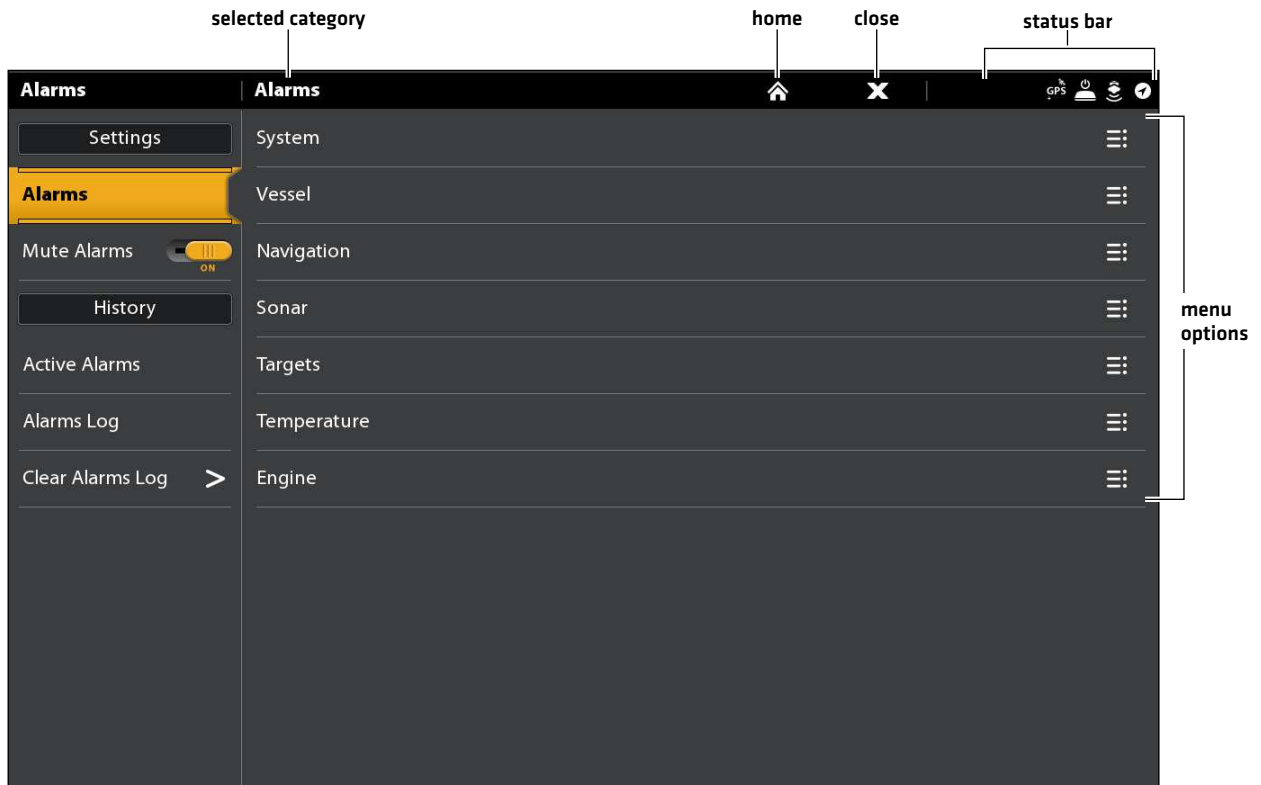 selected category
home
close
status bar
Alarms
Alarms
GPS
Settings
System
Alarms
Vessel
Mute Alarms
ON
Navigation
History
Sonar
menu
options
Active Alarms
Targets
Alarms Log
Temperature
Clear Alarms Log
Engine